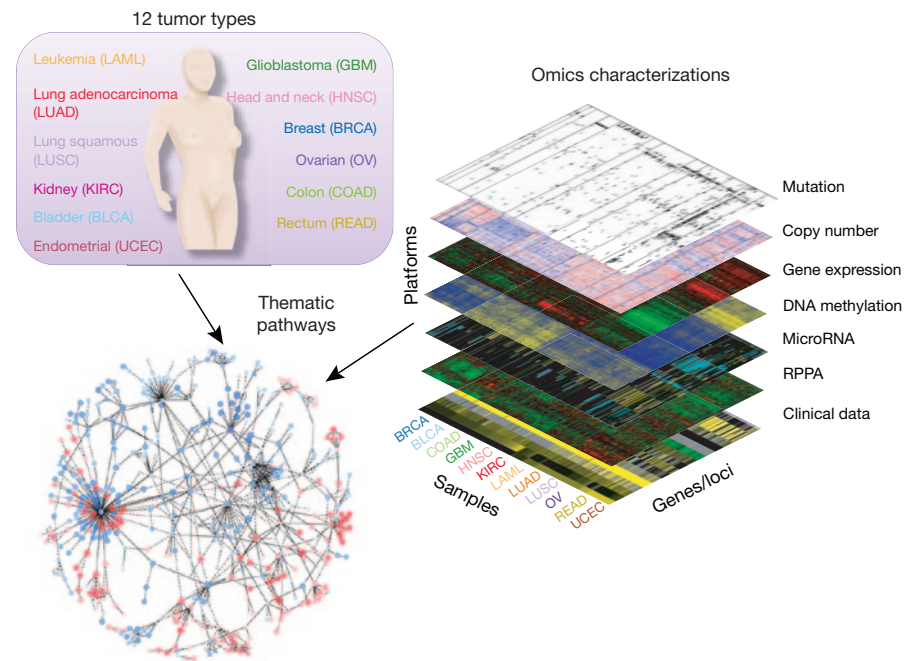 12 tumor types
Leukemia (LAML)
Lung adenocarcinoma
(LUAD)
Lung squamous
(LUSC)
Kidney (KIRC)
Bladder (BLCA)
Endometrial (UCEC)
Glioblastoma (GBM)
Head and neck (HNSC)
Breast (BRCA)
Ovarian (OV)
Colon (COAD)
Rectum (READ)
Thematic
pathways
Omics characterizations
Platforms
Mutation
Copy number
Gene expression
DNA methylation
MicroRNA
RPPA
Clinical data
BRCA
BLCA
COAD
GBM
HNSC
KIRC
LAML
LUAD
LUSC
OV
READ
UCEC
Samples
Genes/loci